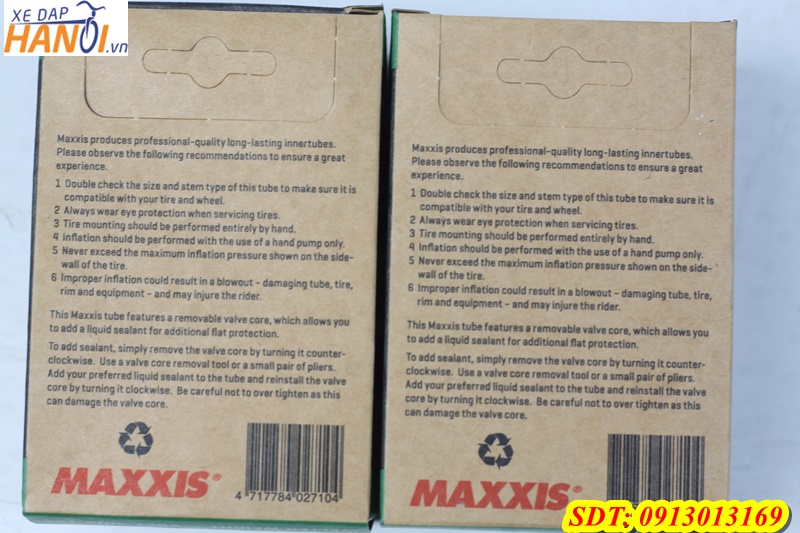 XE ĐẠP
HANOI.vn
Maxxis produces professional-quality long-lasting innertubes.
Please observe the following recommendations to ensure a great
experience.
1 Double check the size and stem type of this tube to make sure it is
compatible with your tire and wheel.
2 Always wear eye protection when servicing tires.
3 Tire mounting should be performed entirely by hand.
4 Inflation should be performed with the use of a hand pump only.
5 Never exceed the maximum inflation pressure shown on the side-
wall of the tire.
6 Improper inflation could result in a blowout - damaging tube, tire,
rim and equipment - and may injure the rider.
This Maxxis tube features a removable valve core, which allows you
to add a liquid sealant for additional flat protection.
To add sealant, simply remove the valve core by turning it counter-
clockwise. Use a valve core removal tool or a small pair of pliers.
Add your preferred liquid sealant to the tube and reinstall the valve
core by turning it clockwise. Be careful not to over tighten as this
can damage the valve core.
MAXXIS®
4 717784 027104
Maxxis produces professional-quality long-lasting innertubes.
Please observe the following recommendations to ensure a great
experience.
1 Double check the size and stem type of this tube to make sure it is
compatible with your tire and wheel.
2 Always wear eye protection when servicing tires.
3 Tire mounting should be performed entirely by hand.
4 Inflation should be performed with the use of a hand pump only.
5 Never exceed the maximum inflation pressure shown on the side-
wall of the tire.
6 Improper inflation could result in a blowout - damaging tube, tire,
rim and equipment - and may injure the rider.
This Maxxis tube features a removable valve core, which allows you
to add a liquid sealant for additional flat protection.
To add sealant, simply remove the valve core by turning it counter-
clockwise. Use a valve core removal tool or a small pair of pliers.
Add your preferred liquid sealant to the tube and reinstall the valve
core by turning it clockwise. Be careful not to over tighten as this
can damage the valve core.
MAXXIS®
SDT: 0913013169